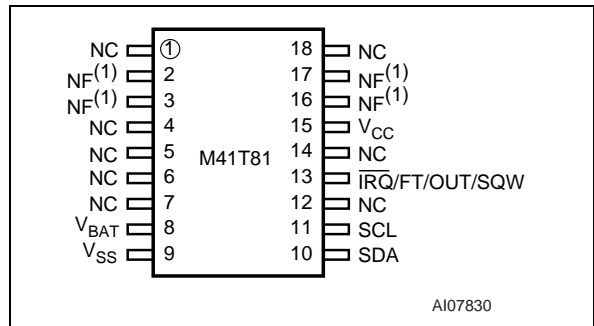 NC ① 18 NC
NF(1) 2 17 NF(1)
NF(1) 3 16 NF(1)
NC 4 15 VCC
NC 5 M41T81 14 NC
NC 6 13 I̅R̅Q̅/FT/OUT/SQW
NC 7 12 NC
VBAT 8 11 SCL
VSS 9 10 SDA
AI07830